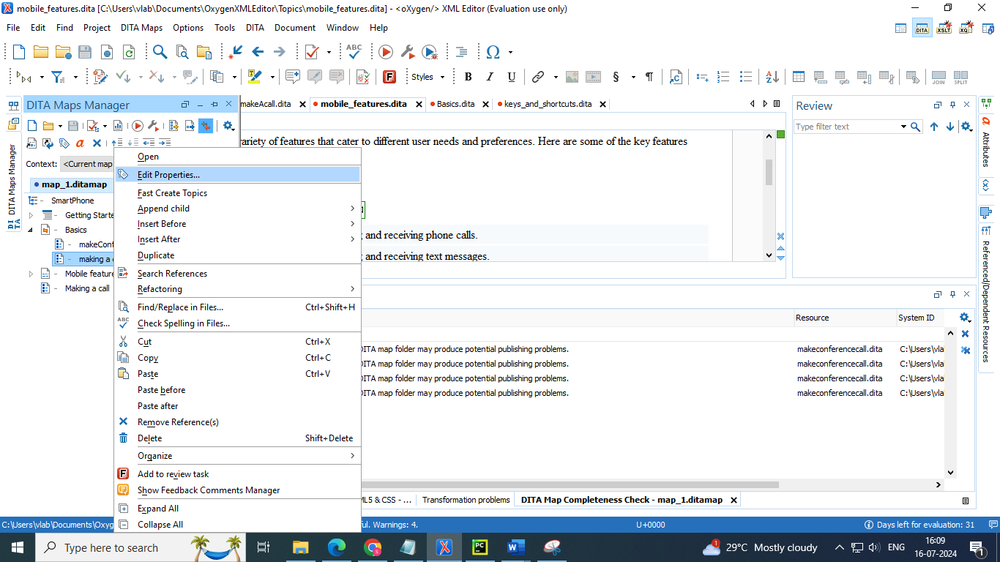 mobile_features.dita [C:\Users\vlab\Documents\OxygenXMLEditor\Topics\mobile_features.dita] - <oXygen/> XML Editor (Evaluation use only)
File Edit Find Project DITA Maps Options Tools DITA Document Window Help
DITA XSLT XQ
ABC
Styles B I U § ¶ JOIN SPLIT
DITA Maps Manager
makeAcall.dita mobile_features.dita Basics.dita keys_and_shortcuts.dita
Review
Type filter text
ariety of features that cater to different user needs and preferences. Here are some of the key features
Context: <Current map
map_1.ditamap
SmartPhone
Getting Starte
Basics
makeConf
making a c
Mobile feature
Making a call
Open
Edit Properties...
Fast Create Topics
Append child
Insert Before
Insert After
Duplicate
Search References
Refactoring
Find/Replace in Files... Ctrl+Shift+H
Check Spelling in Files...
Cut Ctrl+X
Copy Ctrl+C
Paste Ctrl+V
Paste before
Paste after
Remove Reference(s)
Delete Shift+Delete
Organize
Add to review task
Show Feedback Comments Manager
Expand All
Collapse All
g and receiving phone calls.
g and receiving text messages.
Resource System ID
DITA map folder may produce potential publishing problems. makeconferencecall.dita C:\Users\vlab
DITA map folder may produce potential publishing problems. makeconferencecall.dita C:\Users\vlab
DITA map folder may produce potential publishing problems. makeconferencecall.dita C:\Users\vlab
DITA map folder may produce potential publishing problems. makeconferencecall.dita C:\Users\vlab
ML5 & CSS - ... Transformation problems DITA Map Completeness Check - map_1.ditamap
DITA Maps Manager
Attributes
Referenced/Dependent Resources
C:\Users\vlab\Documents\Oxyg ful. Warnings: 4. U+0000 Days left for evaluation: 31
Type here to search
29°C Mostly cloudy ENG 16:09
16-07-2024